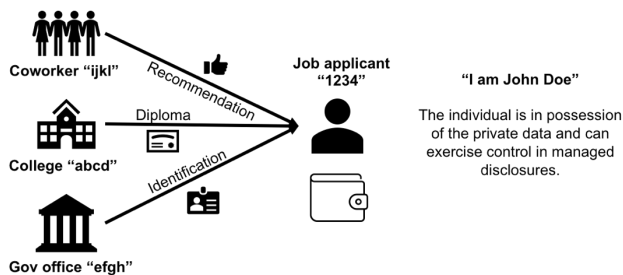 Coworker "ijkl"
Recommendation
College "abcd"
Diploma
Gov office "efgh"
Identification
Job applicant
"1234"
"I am John Doe"
The individual is in possession
of the private data and can
exercise control in managed
disclosures.